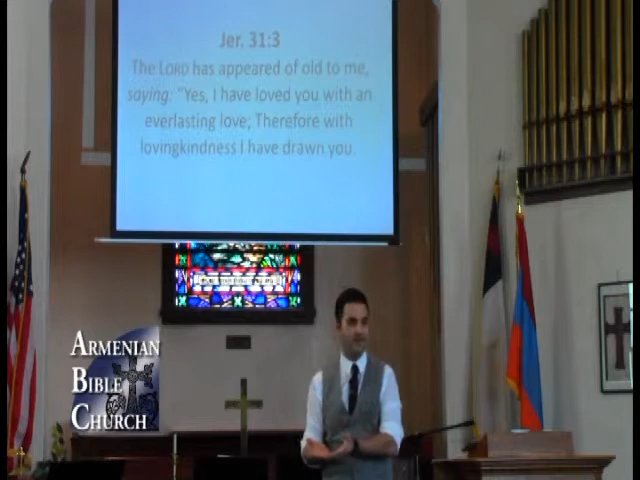 Jer. 31:3
The LORD has appeared of old to me,
saying: "Yes, I have loved you with an
everlasting love; Therefore with
lovingkindness I have drawn you.
ARMENIAN
BIBLE
CHURCH